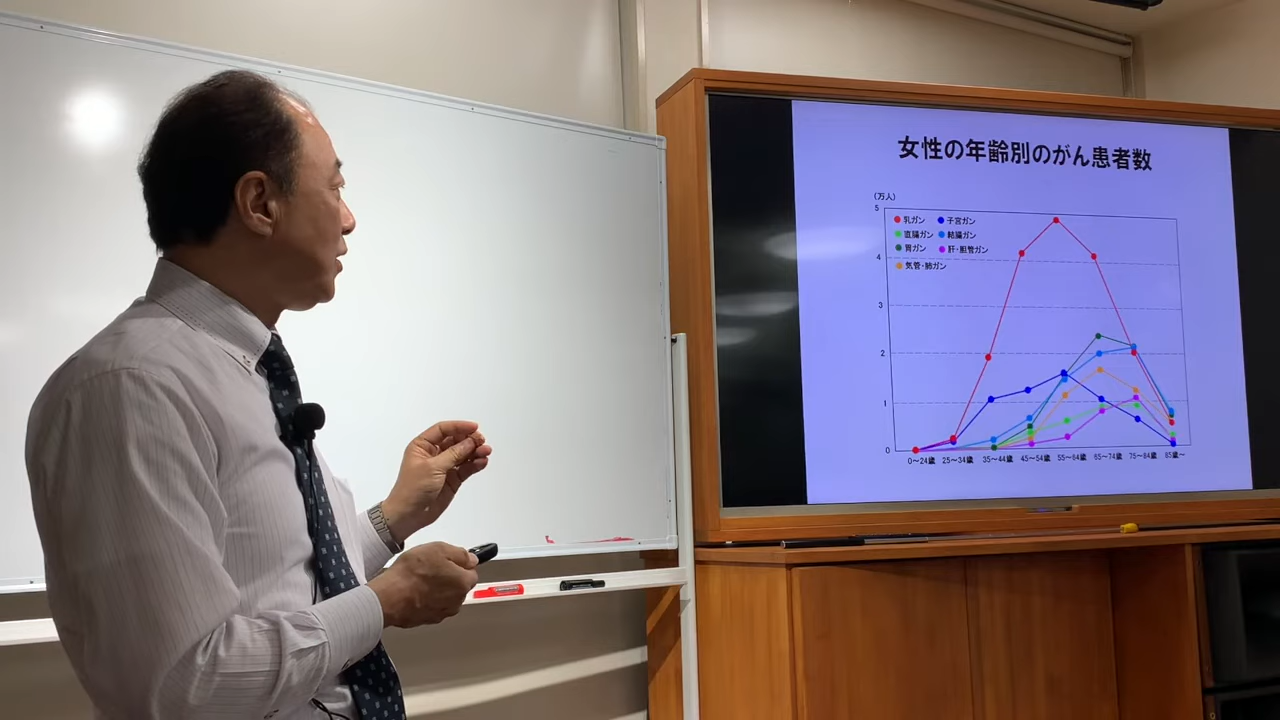 女性の年齢別のがん患者数
(万人)
5
4
3
2
1
0
乳ガン 子宮ガン
直腸ガン 結腸ガン
胃ガン 肝・胆管ガン
気管・肺ガン
0～24歳 25～34歳 35～44歳 45～54歳 55～64歳 65～74歳 75～84歳 85歳～